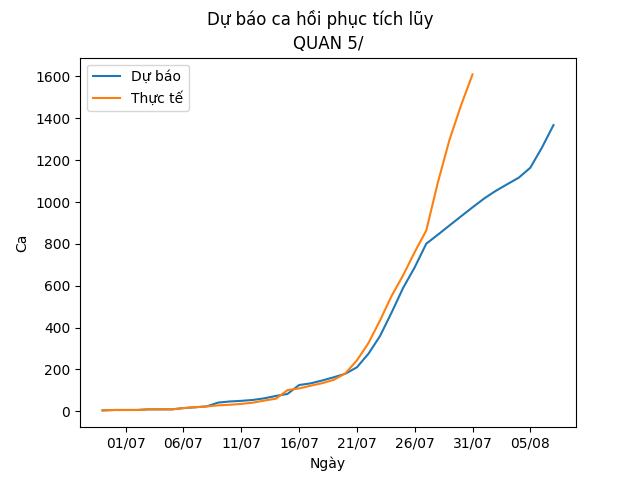 Dự báo ca hồi phục tích lũy
QUAN 5/
Dự báo
Thực tế
1600
1400
1200
1000
800
600
400
200
0
Ca
01/07 06/07 11/07 16/07 21/07 26/07 31/07 05/08
Ngày